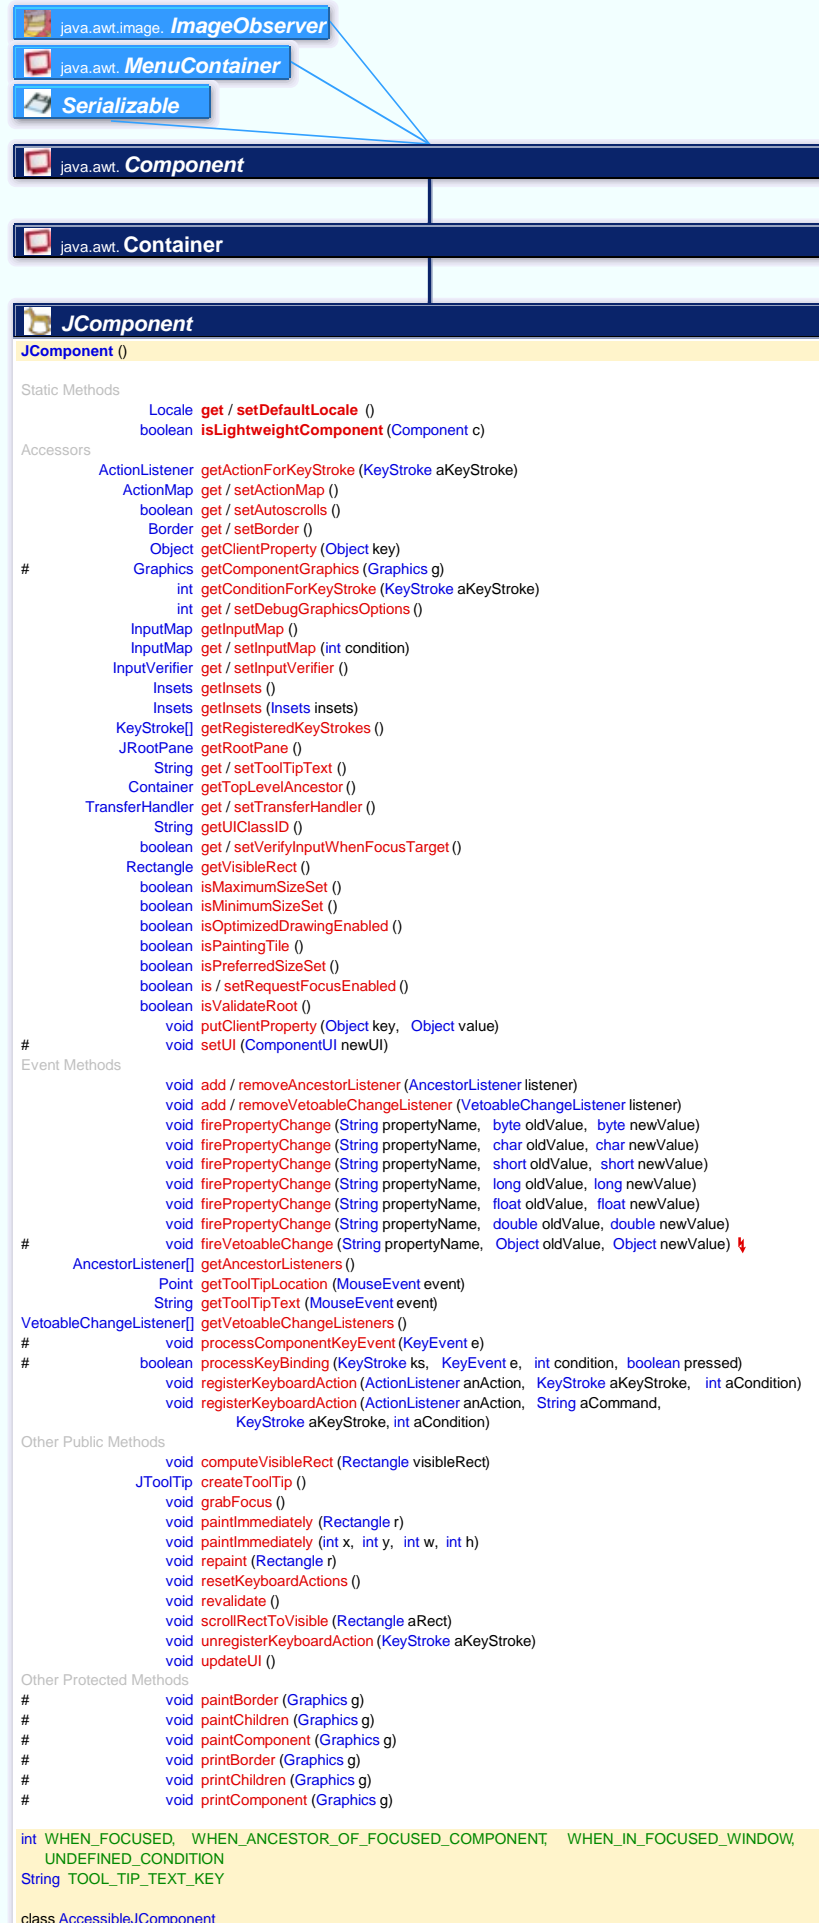 java.awt.image. ImageObserver
java.awt. MenuContainer
Serializable
java.awt. Component
java.awt. Container
JComponent
JComponent ()
Static Methods
Locale get / setDefaultLocale ()
boolean isLightweightComponent (Component c)
Accessors
ActionListener getActionForKeyStroke (KeyStroke aKeyStroke)
ActionMap get / setActionMap ()
boolean get / setAutoscrolls ()
Border get / setBorder ()
Object getClientProperty (Object key)
# Graphics getComponentGraphics (Graphics g)
int getConditionForKeyStroke (KeyStroke aKeyStroke)
int get / setDebugGraphicsOptions ()
InputMap getInputMap ()
InputMap get / setInputMap (int condition)
InputVerifier get / setInputVerifier ()
Insets getInsets ()
Insets getInsets (Insets insets)
KeyStroke[] getRegisteredKeyStrokes ()
JRootPane getRootPane ()
String get / setToolTipText ()
Container getTopLevelAncestor ()
TransferHandler get / setTransferHandler ()
String getUIClassID ()
boolean get / setVerifyInputWhenFocusTarget ()
Rectangle getVisibleRect ()
boolean isMaximumSizeSet ()
boolean isMinimumSizeSet ()
boolean isOptimizedDrawingEnabled ()
boolean isPaintingTile ()
boolean isPreferredSizeSet ()
boolean is / setRequestFocusEnabled ()
boolean isValidateRoot ()
void putClientProperty (Object key, Object value)
# void setUI (ComponentUI newUI)
Event Methods
void add / removeAncestorListener (AncestorListener listener)
void add / removeVetoableChangeListener (VetoableChangeListener listener)
void firePropertyChange (String propertyName, byte oldValue, byte newValue)
void firePropertyChange (String propertyName, char oldValue, char newValue)
void firePropertyChange (String propertyName, short oldValue, short newValue)
void firePropertyChange (String propertyName, long oldValue, long newValue)
void firePropertyChange (String propertyName, float oldValue, float newValue)
void firePropertyChange (String propertyName, double oldValue, double newValue)
# void fireVetoableChange (String propertyName, Object oldValue, Object newValue)
AncestorListener[] getAncestorListeners ()
Point getToolTipLocation (MouseEvent event)
String getToolTipText (MouseEvent event)
VetoableChangeListener[] getVetoableChangeListeners ()
# void processComponentKeyEvent (KeyEvent e)
# boolean processKeyBinding (KeyStroke ks, KeyEvent e, int condition, boolean pressed)
void registerKeyboardAction (ActionListener anAction, KeyStroke aKeyStroke, int aCondition)
void registerKeyboardAction (ActionListener anAction, String aCommand,
KeyStroke aKeyStroke, int aCondition)
Other Public Methods
void computeVisibleRect (Rectangle visibleRect)
JToolTip createToolTip ()
void grabFocus ()
void paintImmediately (Rectangle r)
void paintImmediately (int x, int y, int w, int h)
void repaint (Rectangle r)
void resetKeyboardActions ()
void revalidate ()
void scrollRectToVisible (Rectangle aRect)
void unregisterKeyboardAction (KeyStroke aKeyStroke)
void updateUI ()
Other Protected Methods
# void paintBorder (Graphics g)
# void paintChildren (Graphics g)
# void paintComponent (Graphics g)
# void printBorder (Graphics g)
# void printChildren (Graphics g)
# void printComponent (Graphics g)
int WHEN_FOCUSED, WHEN_ANCESTOR_OF_FOCUSED_COMPONENT, WHEN_IN_FOCUSED_WINDOW,
UNDEFINED_CONDITION
String TOOL_TIP_TEXT_KEY
class AccessibleJComponent